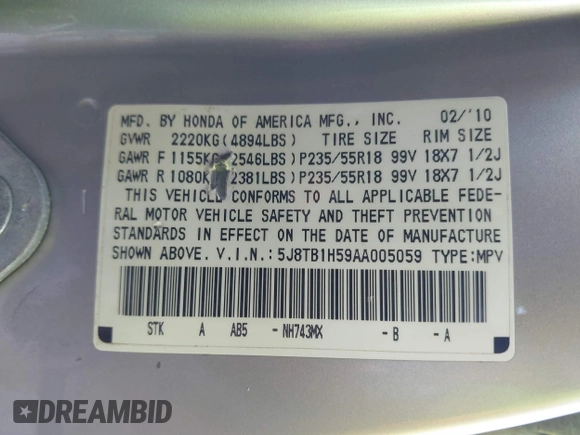 MFD. BY HONDA OF AMERICA MFG., INC. 02/'10
GVWR 2220KG(4894LBS) TIRE SIZE RIM SIZE
GAWR F 1155KG 2546LBS)P235/55R18 99V 18X7 1/2J
GAWR R 1080K 2381LBS)P235/55R18 99V 18X7 1/2J
THIS VEHICLE CONFORMS TO ALL APPLICABLE FEDE-
RAL MOTOR VEHICLE SAFETY AND THEFT PREVENTION
STANDARDS IN EFFECT ON THE DATE OF MANUFACTURE
SHOWN ABOVE. V.I.N.:5J8TB1H59AA005059 TYPE:MPV
STK A AB5 -NH743MX -B -A
DREAMBID